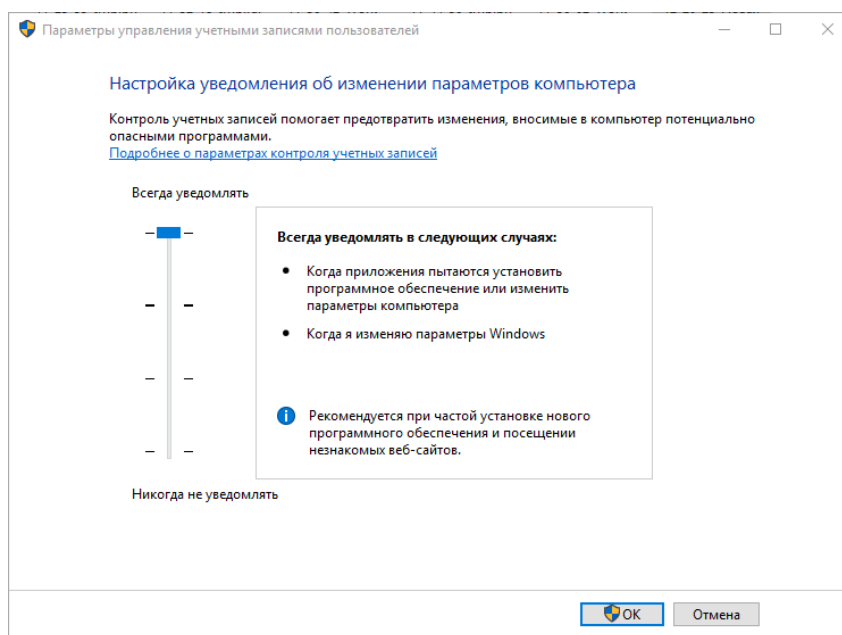 Параметры управления учетными записями пользователей
Настройка уведомления об изменении параметров компьютера
Контроль учетных записей помогает предотвратить изменения, вносимые в компьютер потенциально
опасными программами.
Подробнее о параметрах контроля учетных записей
Всегда уведомлять
Всегда уведомлять в следующих случаях:
Когда приложения пытаются установить
программное обеспечение или изменить
параметры компьютера
Когда я изменяю параметры Windows
Рекомендуется при частой установке нового
программного обеспечения и посещении
незнакомых веб-сайтов.
Никогда не уведомлять
ОК
Отмена